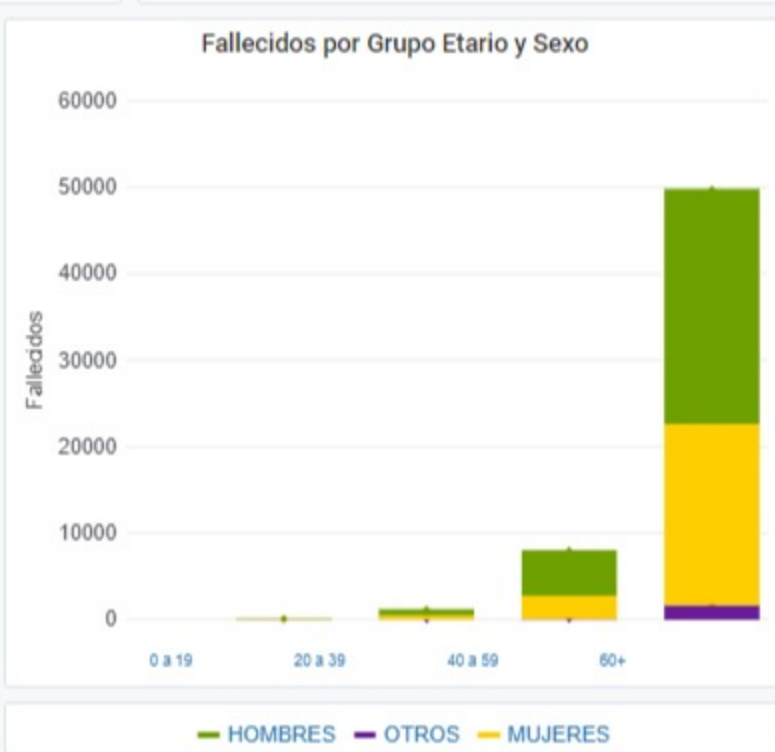 Fallecidos por Grupo Etario y Sexo
60000
50000
40000
30000
20000
10000
0
Fallecidos
0 a 19 20 a 39 40 a 59 60+
HOMBRES OTROS MUJERES